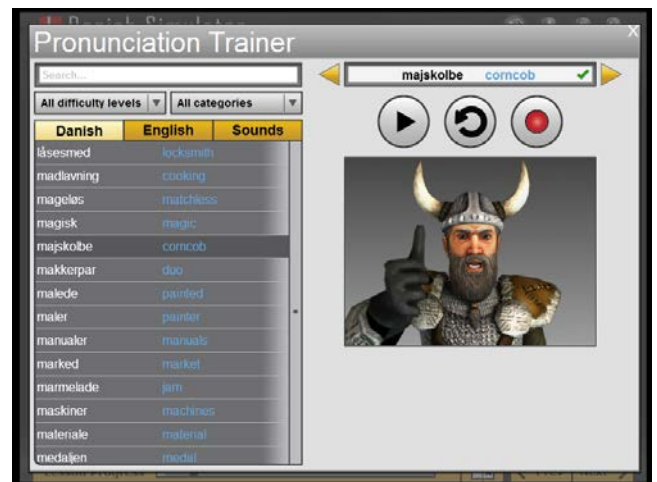 Danish Simulator
Pronunciation Trainer
X
Search...
majskolbe corncob
All difficulty levels All categories
Danish English Sounds
låsesmed locksmith
madlavning cooking
mageløs matchless
magisk magic
majskolbe corncob
makkerpar duo
malede painted
maler painter
manualer manuals
marked market
marmelade jam
maskiner machines
materiale material
medaljen medal